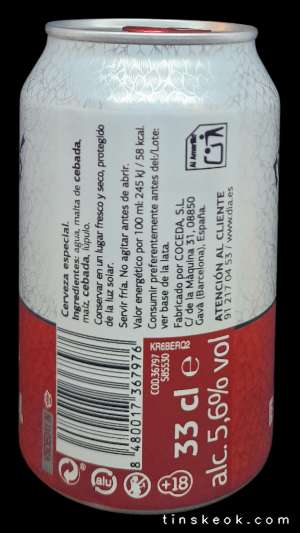 Cerveza especial.
Ingredientes: agua, malta de cebada,
maíz, cebada, lúpulo.
Conservar en un lugar fresco y seco, protegido
de la luz solar.
Servir fría. No agitar antes de abrir.
Valor energético por 100 ml: 245 kJ / 58 kcal.
Consumir preferentemente antes del/Lote:
ver base de la lata.
Fabricado por COCEDA, S.L.
C/ de la Máquina 31, 08850
Gavà (Barcelona), España.
Al Amarillo
ATENCIÓN AL CLIENTE
91 217 04 53 / www.dia.es
8 480017 367976
KR6BERQ2
COD:36797
585530
33 cl e
alc. 5,6% vol
alu
+18
tinskeok.com